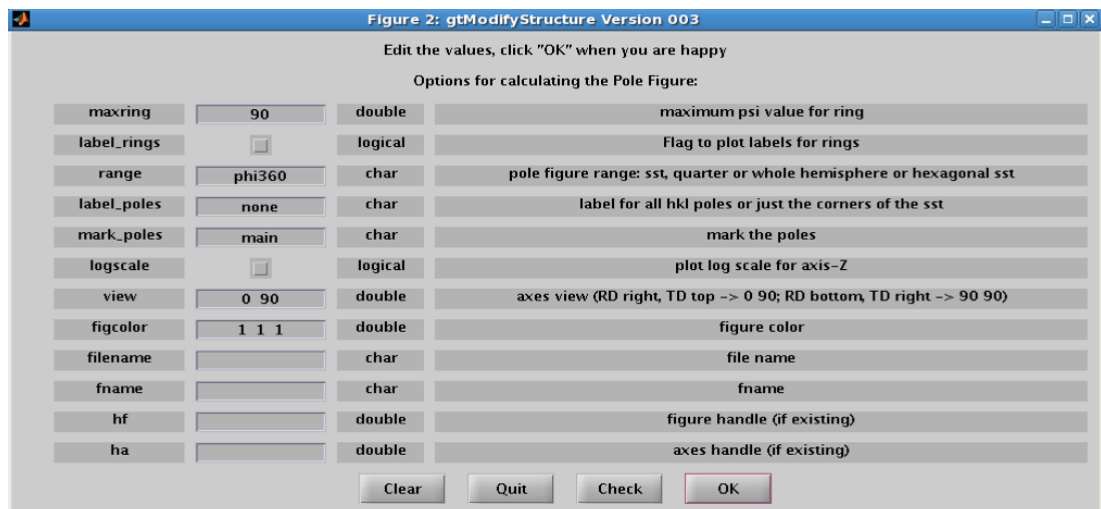 Figure 2: gtModifyStructure Version 003
Edit the values, click "OK" when you are happy
Options for calculating the Pole Figure:
maxring 90 double maximum psi value for ring
label_rings logical Flag to plot labels for rings
range phi360 char pole figure range: sst, quarter or whole hemisphere or hexagonal sst
label_poles none char label for all hkl poles or just the corners of the sst
mark_poles main char mark the poles
logscale logical plot log scale for axis-Z
view 0 90 double axes view (RD right, TD top -> 0 90; RD bottom, TD right -> 90 90)
figcolor 1 1 1 double figure color
filename char file name
fname char fname
hf double figure handle (if existing)
ha double axes handle (if existing)
Clear Quit Check OK